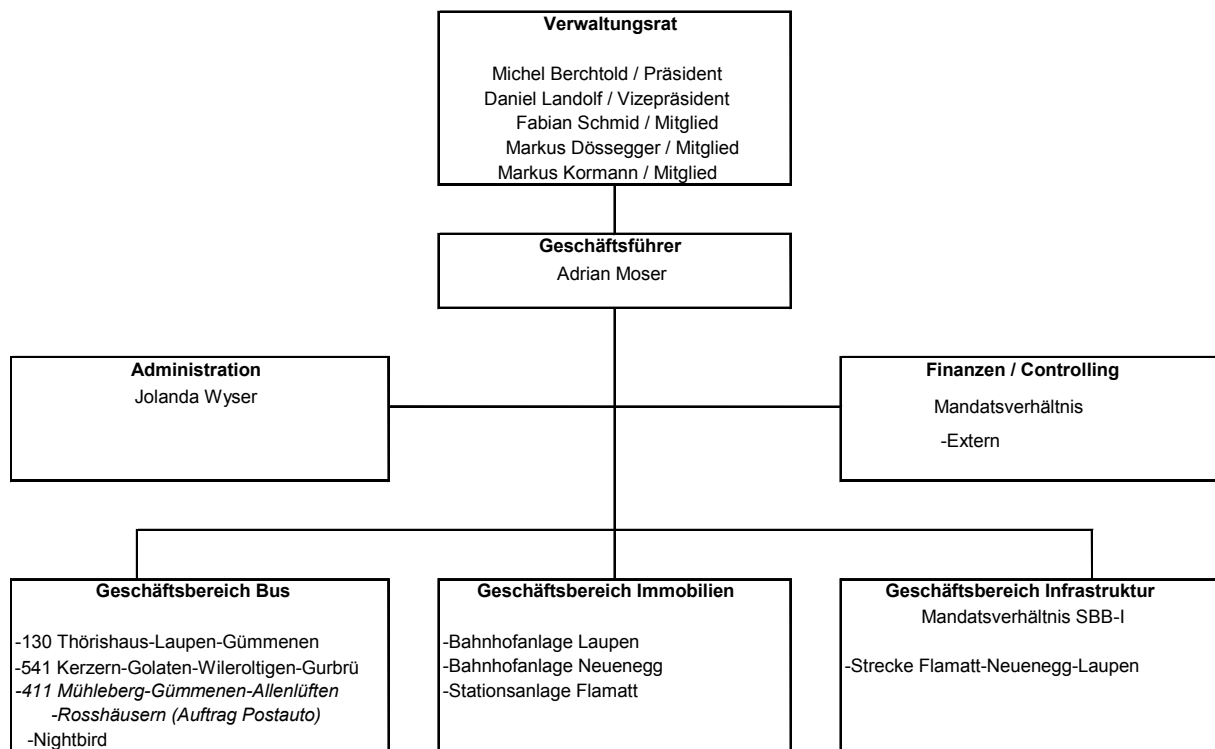 Verwaltungsrat
Michel Berchtold / Präsident
Daniel Landolf / Vizepräsident
Fabian Schmid / Mitglied
Markus Dössegger / Mitglied
Markus Kormann / Mitglied
Geschäftsführer
Adrian Moser
Administration
Jolanda Wyser
Finanzen / Controlling
Mandatsverhältnis
-Extern
Geschäftsbereich Bus
-130 Thörishaus-Laupen-Gümmenen
-541 Kerzern-Golaten-Wileroltigen-Gurbrü
-411 Mühleberg-Gümmenen-Allenlüften
-Rosshäusern (Auftrag Postauto)
-Nightbird
Geschäftsbereich Immobilien
-Bahnhofanlage Laupen
-Bahnhofanlage Neuenegg
-Stationsanlage Flamatt
Geschäftsbereich Infrastruktur
Mandatsverhältnis SBB-I
-Strecke Flamatt-Neuenegg-Laupen